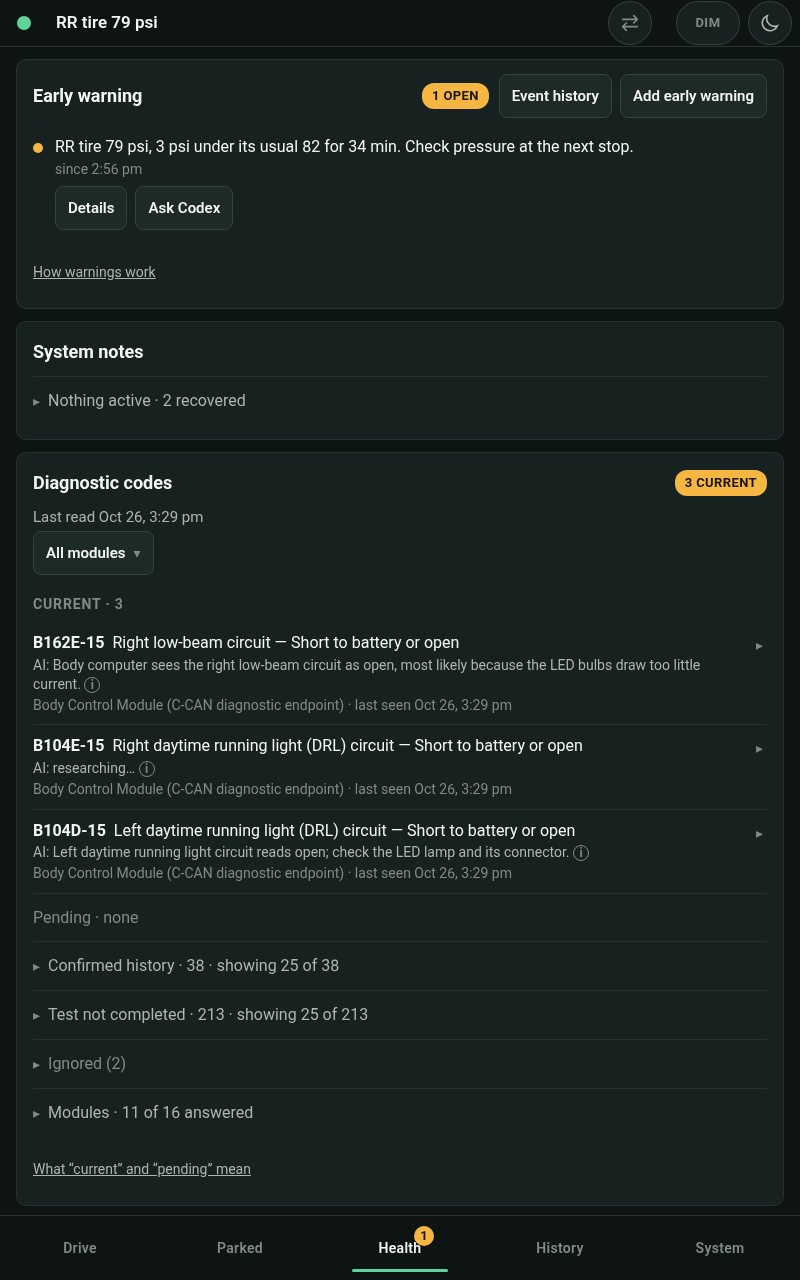 RR tire 79 psi
DIM
Early warning
1 OPEN
Event history
Add early warning
RR tire 79 psi, 3 psi under its usual 82 for 34 min. Check pressure at the next stop.
since 2:56 pm
Details
Ask Codex
How warnings work
System notes
▸ Nothing active · 2 recovered
Diagnostic codes
3 CURRENT
Last read Oct 26, 3:29 pm
All modules ▾
CURRENT · 3
B162E-15 Right low-beam circuit — Short to battery or open ▸
AI: Body computer sees the right low-beam circuit as open, most likely because the LED bulbs draw too little
current. ⓘ
Body Control Module (C-CAN diagnostic endpoint) · last seen Oct 26, 3:29 pm
B104E-15 Right daytime running light (DRL) circuit — Short to battery or open ▸
AI: researching… ⓘ
Body Control Module (C-CAN diagnostic endpoint) · last seen Oct 26, 3:29 pm
B104D-15 Left daytime running light (DRL) circuit — Short to battery or open ▸
AI: Left daytime running light circuit reads open; check the LED lamp and its connector. ⓘ
Body Control Module (C-CAN diagnostic endpoint) · last seen Oct 26, 3:29 pm
Pending · none
▸ Confirmed history · 38 · showing 25 of 38
▸ Test not completed · 213 · showing 25 of 213
▸ Ignored (2)
▸ Modules · 11 of 16 answered
What “current” and “pending” mean
Drive
Parked
Health
1
History
System